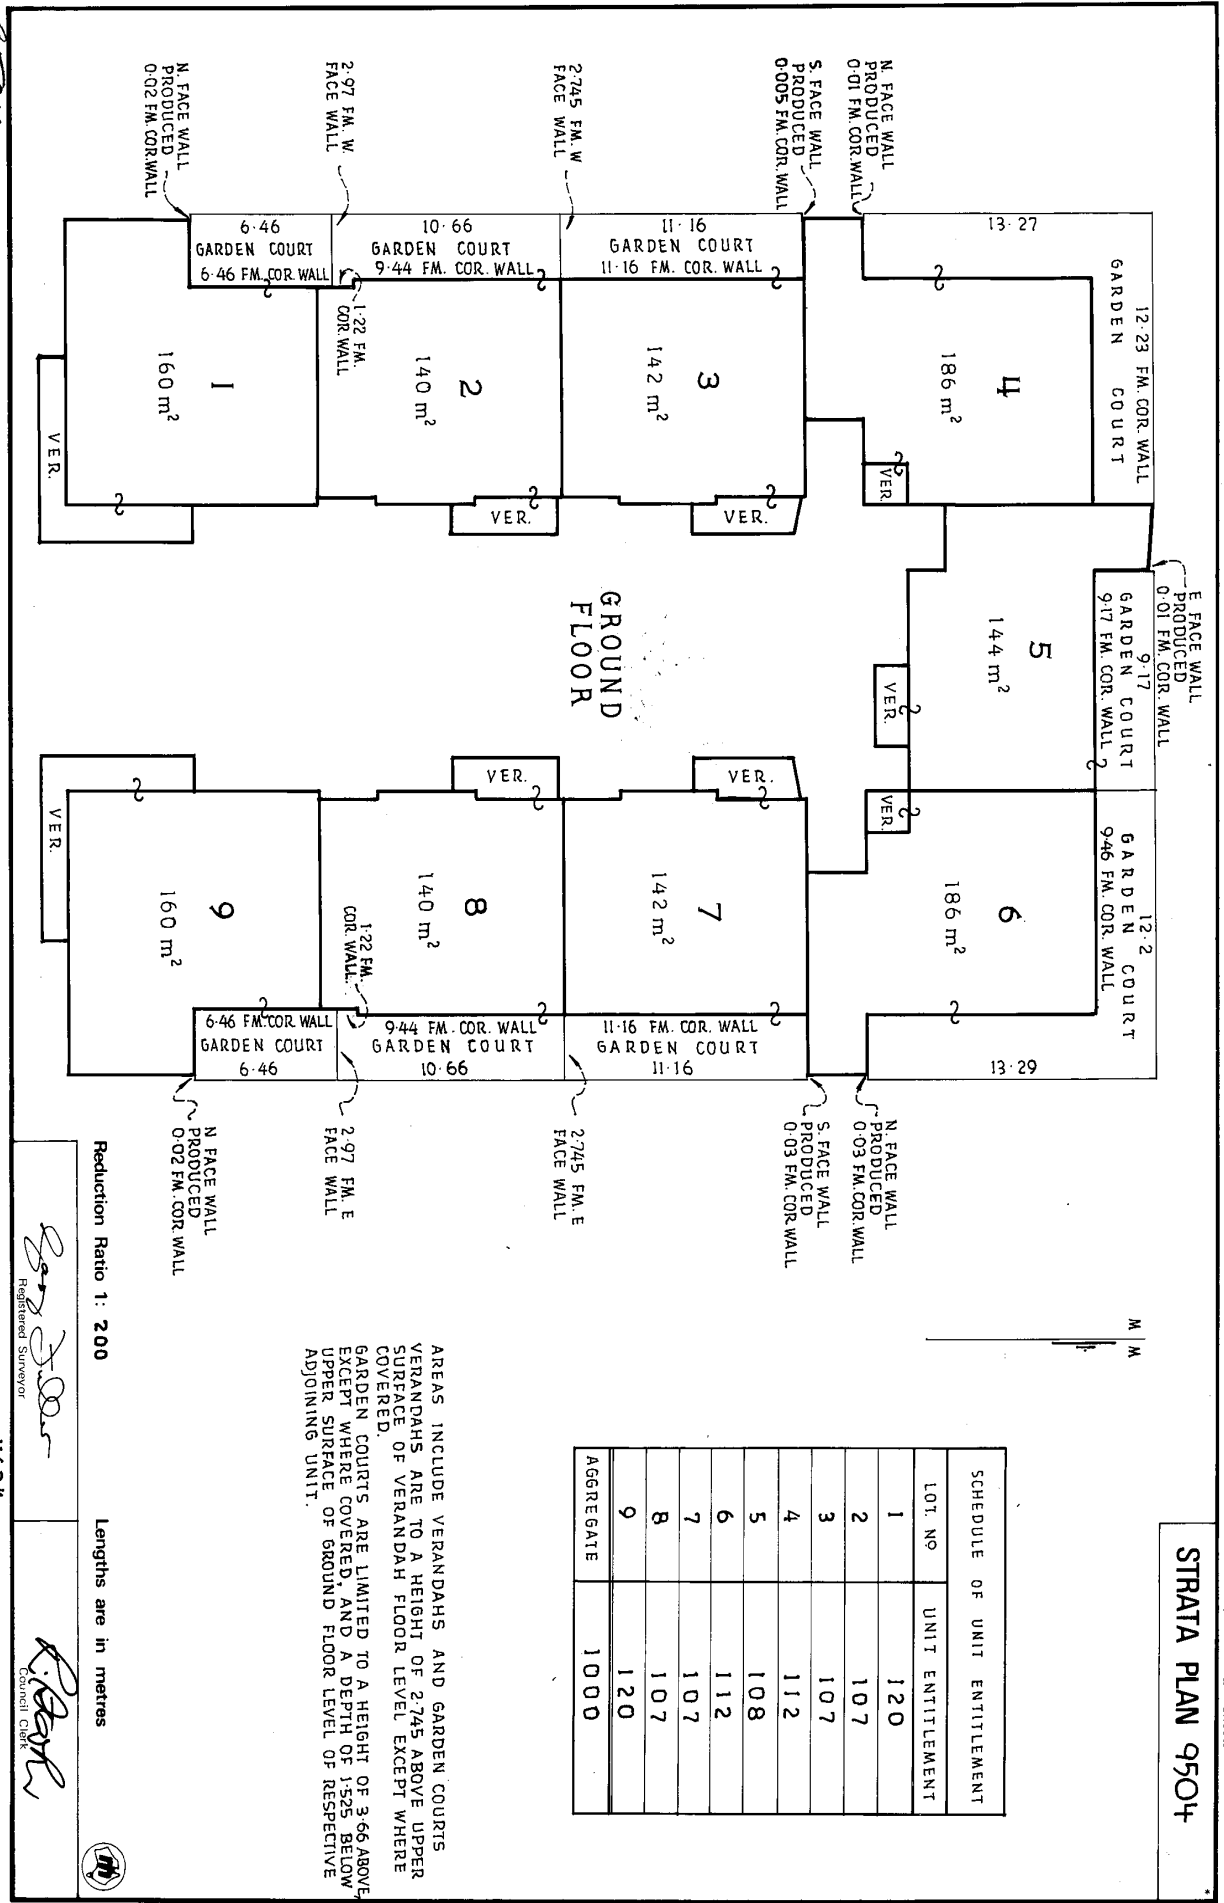 STRATA PLAN 9504
N. FACE WALL
PRODUCED
0·02 FM. COR. WALL
2·97 FM. W
FACE WALL
2·745 FM. W
FACE WALL
S. FACE WALL
PRODUCED
0·005 FM. COR. WALL
N. FACE WALL
PRODUCED
0·01 FM. COR. WALL
6·46
GARDEN COURT
6·46 FM. COR. WALL
10·66
GARDEN COURT
9·44 FM. COR. WALL
11·16
GARDEN COURT
11·16 FM. COR. WALL
13·27
12·23 FM. COR. WALL
GARDEN COURT
1·22 FM.
COR. WALL
1
160 m²
VER.
2
140 m²
VER.
3
142 m²
VER.
4
186 m²
VER
E FACE WALL
PRODUCED
0·01 FM. COR. WALL
9·17
GARDEN COURT
9·17 FM. COR. WALL
5
144 m²
VER.
GROUND
FLOOR
12·2
GARDEN COURT
9·46 FM. COR. WALL
6
186 m²
VER.
13·29
7
142 m²
VER.
8
140 m²
VER.
9
160 m²
VER.
1·22 FM.
COR. WALL.
6·46 FM. COR WALL
GARDEN COURT
6·46
9·44 FM. COR. WALL
GARDEN COURT
10·66
11·16 FM. COR. WALL
GARDEN COURT
11·16
N FACE WALL
PRODUCED
0·02 FM. COR. WALL
2·97 FM. E
FACE WALL
2·745 FM. E
FACE WALL
S. FACE WALL
PRODUCED
0·03 FM. COR. WALL
N. FACE WALL
PRODUCED
0·03 FM. COR. WALL
M M
SCHEDULE OF UNIT ENTITLEMENT
LOT. Nº UNIT ENTITLEMENT
1 120
2 107
3 107
4 112
5 108
6 112
7 107
8 107
9 120
AGGREGATE 1000
AREAS INCLUDE VERANDAHS AND GARDEN COURTS
VERANDAHS ARE TO A HEIGHT OF 2·745 ABOVE UPPER
SURFACE OF VERANDAH FLOOR LEVEL EXCEPT WHERE
COVERED.
GARDEN COURTS ARE LIMITED TO A HEIGHT OF 3·66 ABOVE,
EXCEPT WHERE COVERED, AND A DEPTH OF 1·525 BELOW
UPPER SURFACE OF GROUND FLOOR LEVEL OF RESPECTIVE
ADJOINING UNIT.
Reduction Ratio 1: 200
Lengths are in metres
Registered Surveyor
Council Clerk